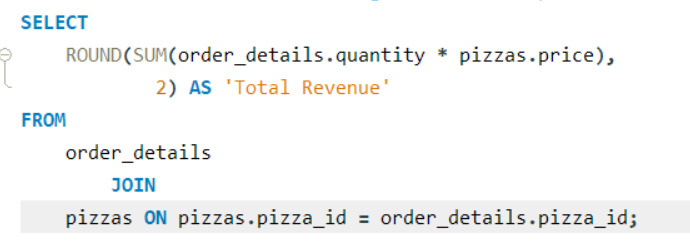 SELECT
ROUND(SUM(order_details.quantity * pizzas.price),
2) AS 'Total Revenue'
FROM
order_details
JOIN
pizzas ON pizzas.pizza_id = order_details.pizza_id;